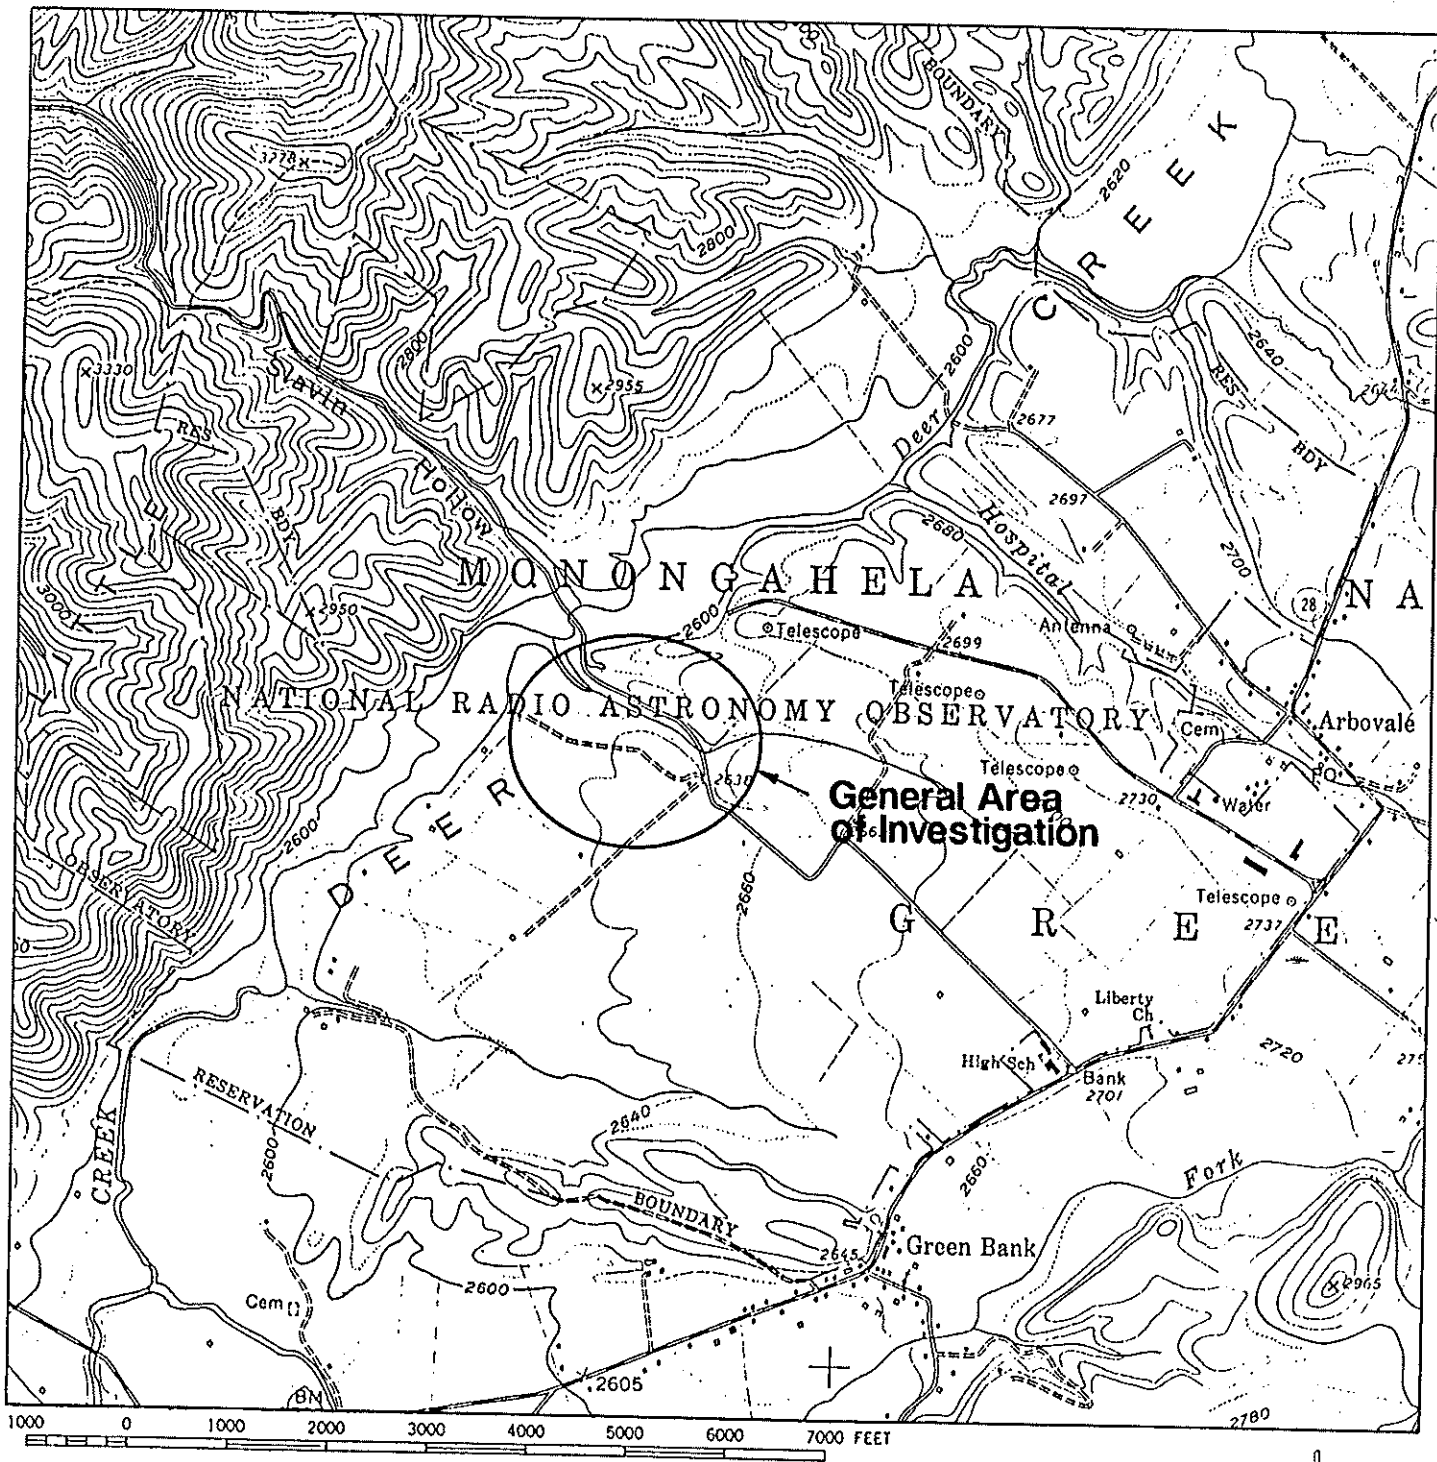 BOUNDARY
CREEK
2620
3278
2800
2800
2600
2640
3330
2955
Slavin
Hollow
RES
BDY
Deer
2677
RES
BDY
2697
Hospital
2680
2700
28
MONONGAHELA
NA
3000
2950
2600
Telescope
2699
Antenna
NATIONAL RADIO ASTRONOMY OBSERVATORY
Telescope
Cem
Arbovale
PO
Telescope
2638
2730
Water
General Area
of Investigation
DEER
2600
2660
OBSERVATORY
GREE
Telescope
2737
Liberty
Ch
High Sch
Bank
2701
2720
RESERVATION
CREEK
2600
2640
2660
Fork
BOUNDARY
2645
Green Bank
2965
2600
Cem
BM
2605
2780
1000 0 1000 2000 3000 4000 5000 6000 7000 FEET